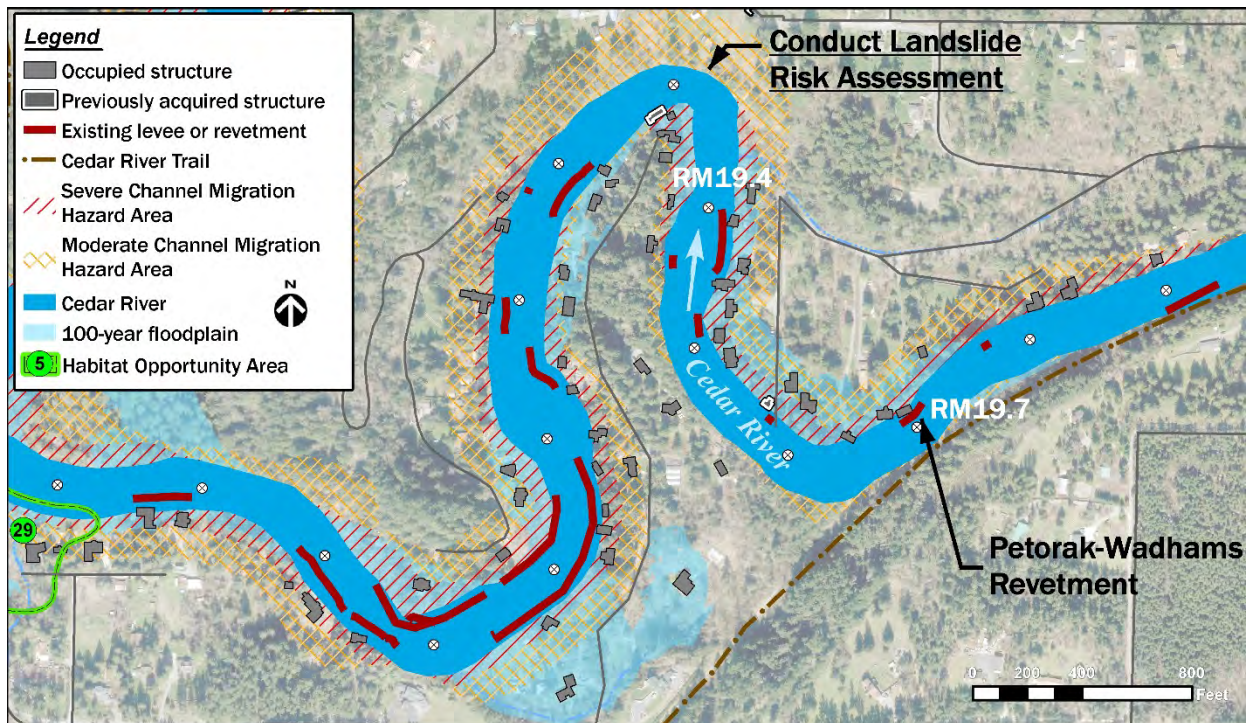 Legend
Occupied structure
Previously acquired structure
Existing levee or revetment
Cedar River Trail
Severe Channel Migration
Hazard Area
Moderate Channel Migration
Hazard Area
N
Cedar River
100-year floodplain
5
Habitat Opportunity Area
Conduct Landslide
Risk Assessment
RM19.4
Cedar River
RM19.7
Petorak-Wadhams
Revetment
29
0 200 400 800
Feet